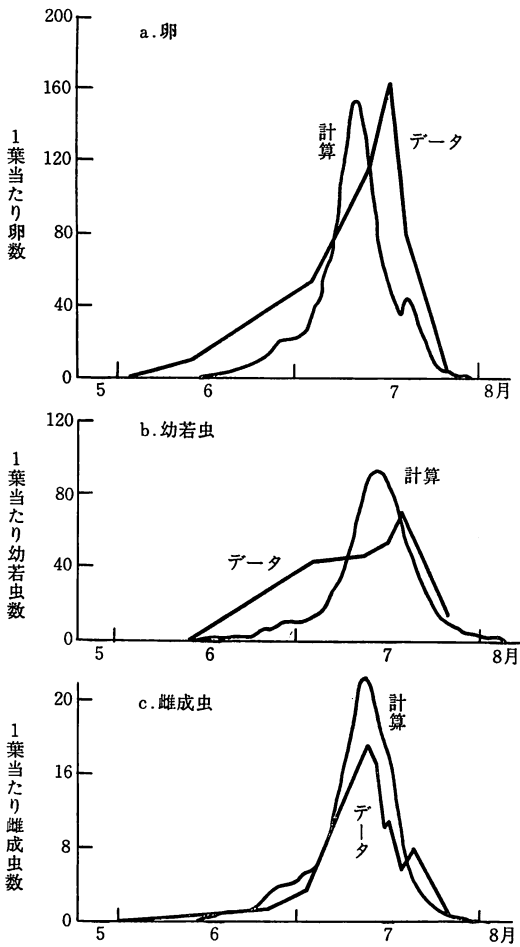 a.卵
200
160
120
80
40
0
1葉当たり卵数
計算
データ
5 6 7 8月
b.幼若虫
120
80
40
0
1葉当たり幼若虫数
計算
データ
5 6 7 8月
c.雌成虫
20
16
8
0
1葉当たり雌成虫数
計算
データ
5 6 7 8月